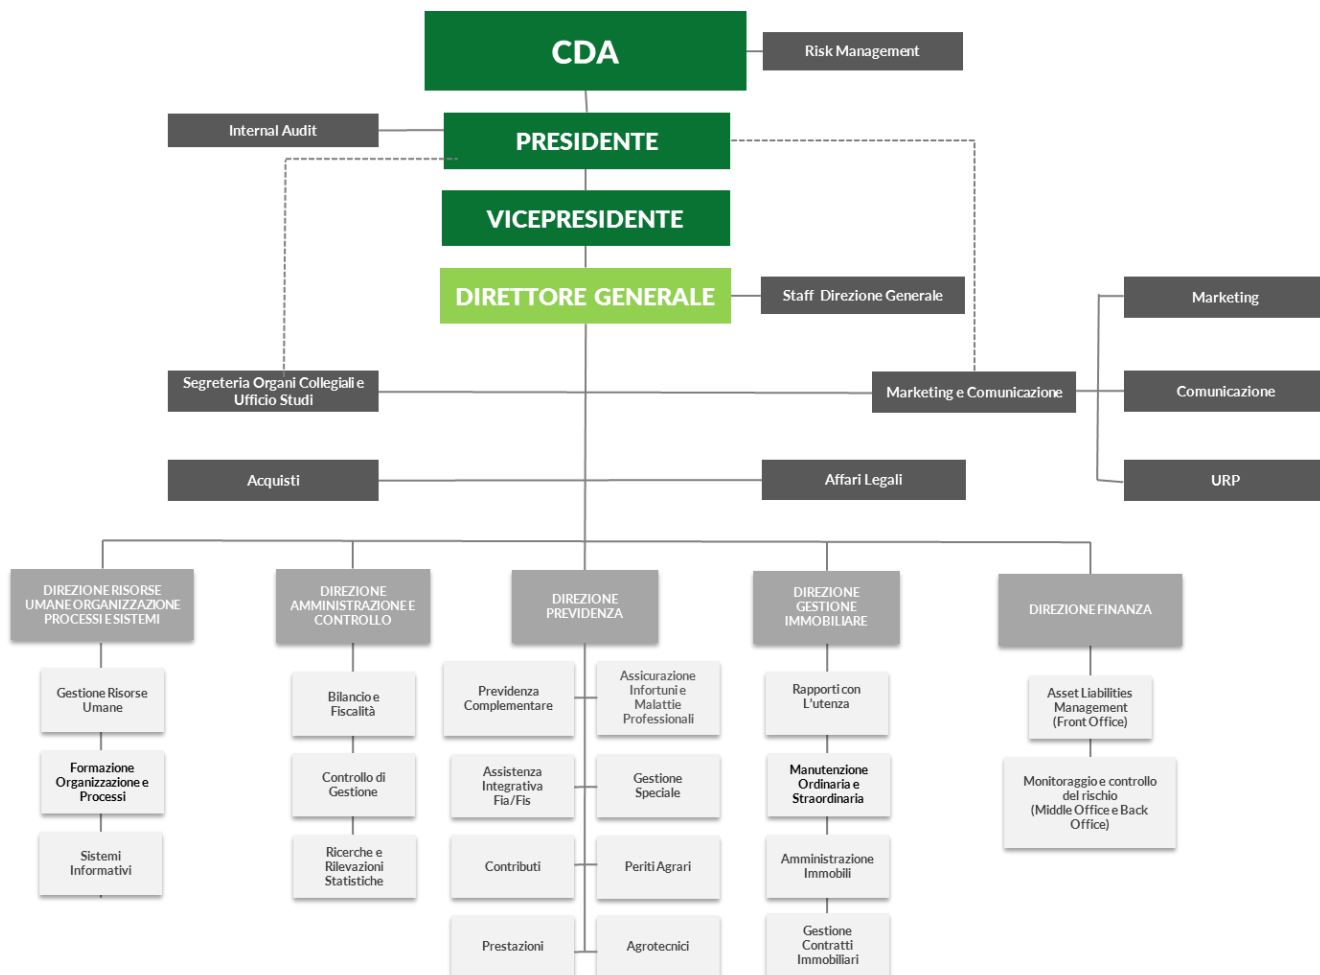 CDA
Risk Management
Internal Audit
PRESIDENTE
VICEPRESIDENTE
DIRETTORE GENERALE
Staff Direzione Generale
Marketing
Segreteria Organi Collegiali e
Ufficio Studi
Marketing e Comunicazione
Comunicazione
Acquisti
Affari Legali
URP
DIREZIONE RISORSE
UMANE ORGANIZZAZIONE
PROCESSI E SISTEMI
DIREZIONE
AMMINISTRAZIONE E
CONTROLLO
DIREZIONE
PREVIDENZA
DIREZIONE
GESTIONE
IMMOBILIARE
DIREZIONE FINANZA
Gestione Risorse
Umane
Formazione
Organizzazione e
Processi
Sistemi
Informativi
Bilancio e
Fiscalità
Controllo di
Gestione
Ricerche e
Rilevazioni
Statistiche
Previdenza
Complementare
Assicurazione
Infortuni e
Malattie
Professionali
Assistenza
Integrativa
Fia/Fis
Gestione
Speciale
Contributi
Periti Agrari
Prestazioni
Agrotecnici
Rapporti con
L'utenza
Manutenzione
Ordinaria e
Straordinaria
Amministrazione
Immobili
Gestione
Contratti
Immobiliari
Asset Liabilities
Management
(Front Office)
Monitoraggio e controllo
del rischio
(Middle Office e Back
Office)